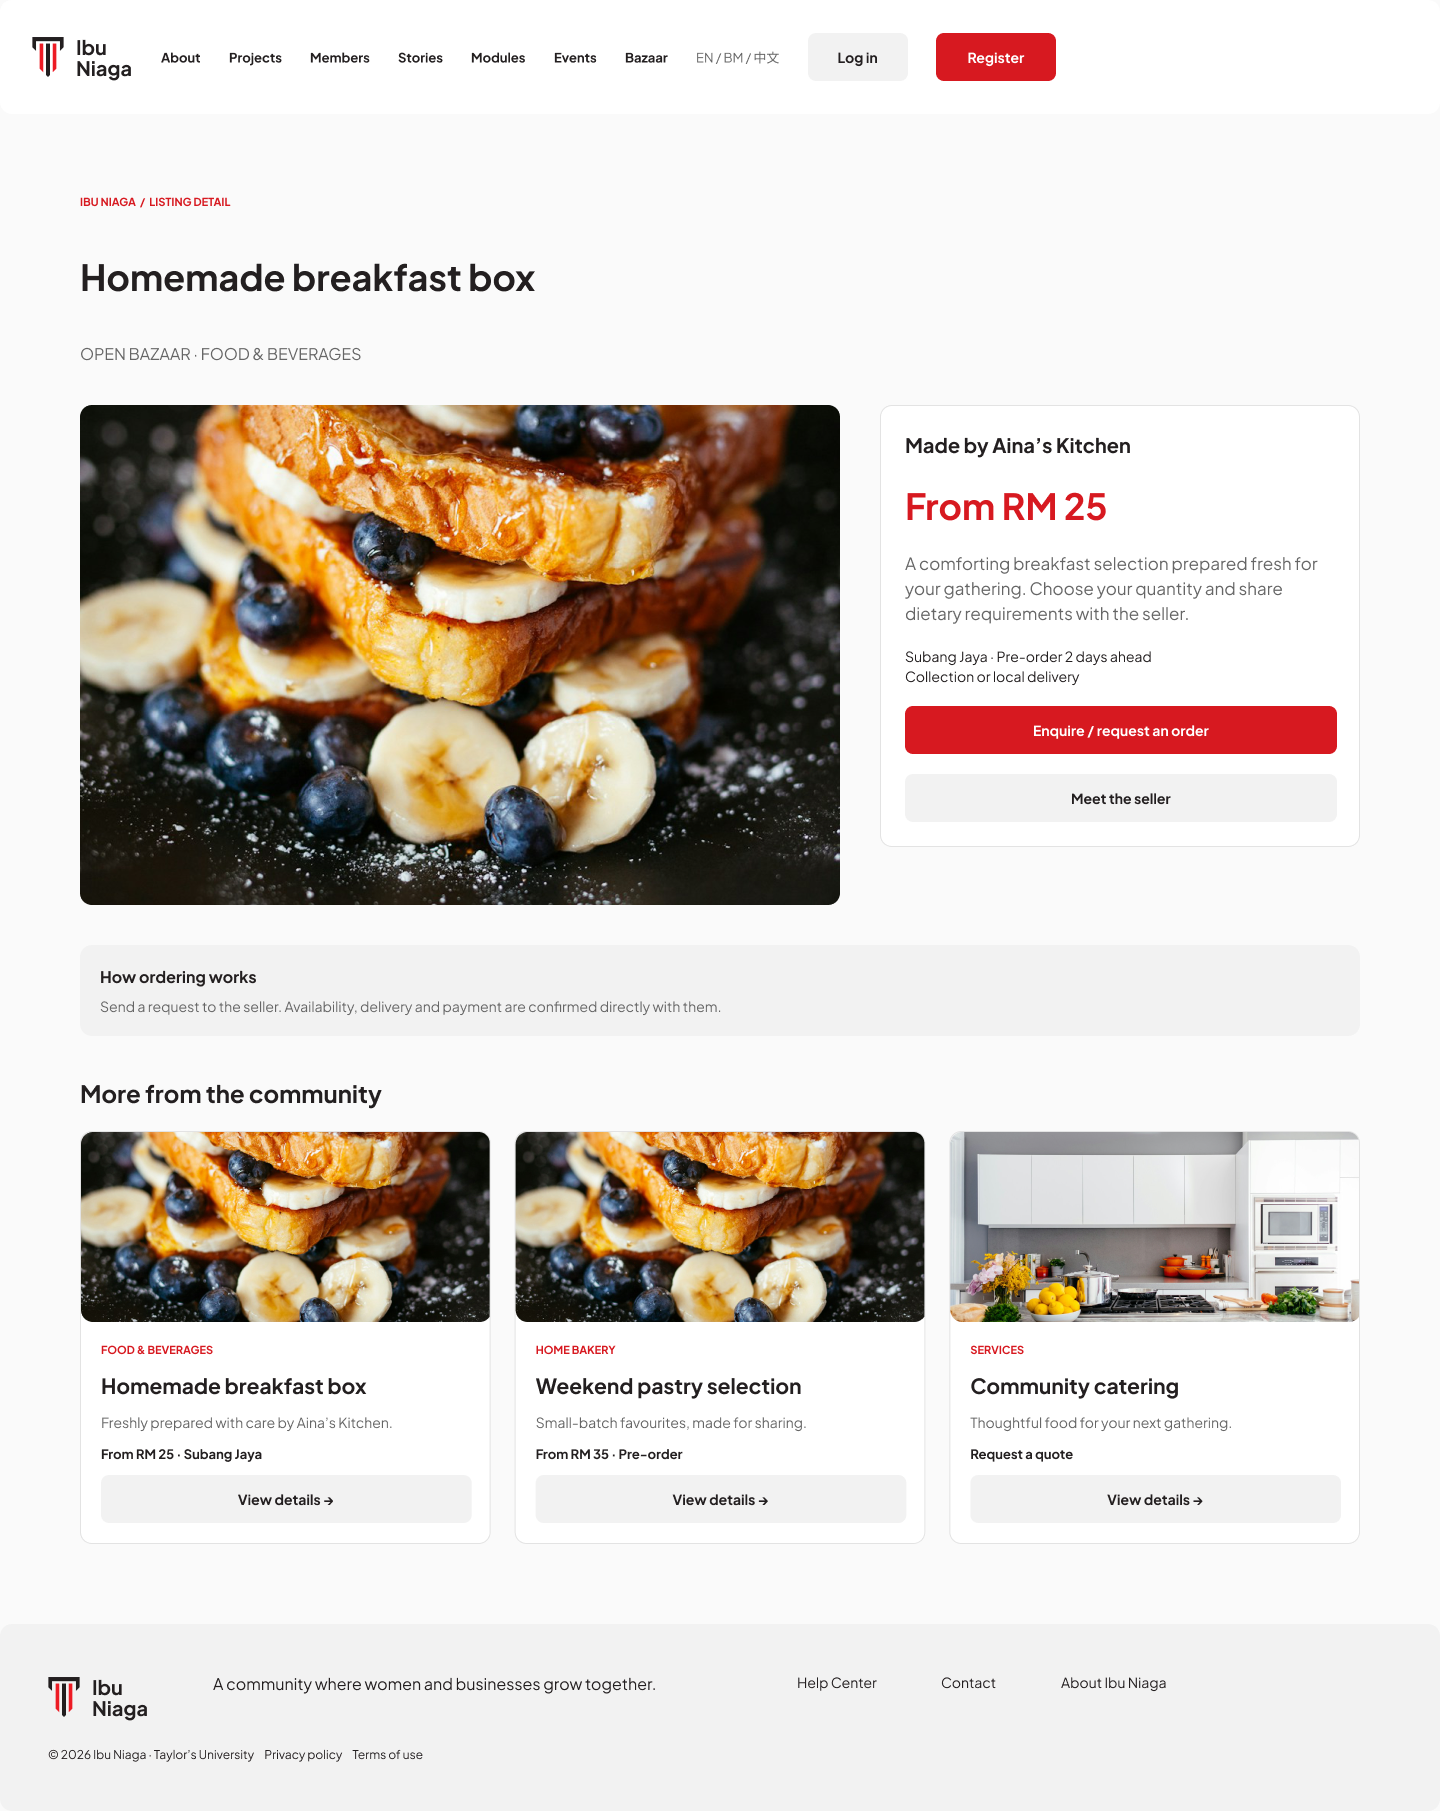 Ibu
Niaga
About
Projects
Members
Stories
Modules
Events
Bazaar
EN / BM / 中文
Log in
Register
IBU NIAGA / LISTING DETAIL
Homemade breakfast box
OPEN BAZAAR · FOOD & BEVERAGES
Made by Aina’s Kitchen
From RM 25
A comforting breakfast selection prepared fresh for
your gathering. Choose your quantity and share
dietary requirements with the seller.
Subang Jaya · Pre-order 2 days ahead
Collection or local delivery
Enquire / request an order
Meet the seller
How ordering works
Send a request to the seller. Availability, delivery and payment are confirmed directly with them.
More from the community
FOOD & BEVERAGES
Homemade breakfast box
Freshly prepared with care by Aina’s Kitchen.
From RM 25 · Subang Jaya
View details →
HOME BAKERY
Weekend pastry selection
Small-batch favourites, made for sharing.
From RM 35 · Pre-order
View details →
SERVICES
Community catering
Thoughtful food for your next gathering.
Request a quote
View details →
Ibu
Niaga
A community where women and businesses grow together.
Help Center
Contact
About Ibu Niaga
© 2026 Ibu Niaga · Taylor’s University
Privacy policy
Terms of use